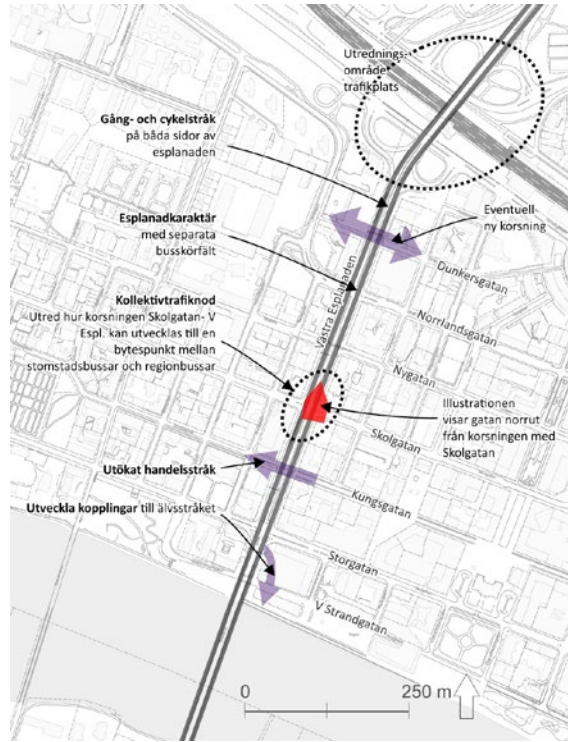 Utrednings-
område
trafikplats
Gång- och cykelstråk
på båda sidor av
esplanaden
Esplanadkaraktär
med separata
busskörfält
Eventuell
ny korsning
Dunkersgatan
Västra Esplanaden
Norrlandsgatan
Kollektivtrafiknod
Utred hur korsningen Skolgatan- V
Espl. kan utvecklas till en
bytespunkt mellan
stomstadsbussar och regionbussar
Nygatan
Illustrationen
visar gatan norrut
från korsningen med
Skolgatan
Skolgatan
Utökat handelsstråk
Kungsgatan
Utveckla kopplingar till älvsstråket
Storgatan
V Strandgatan
0
250 m